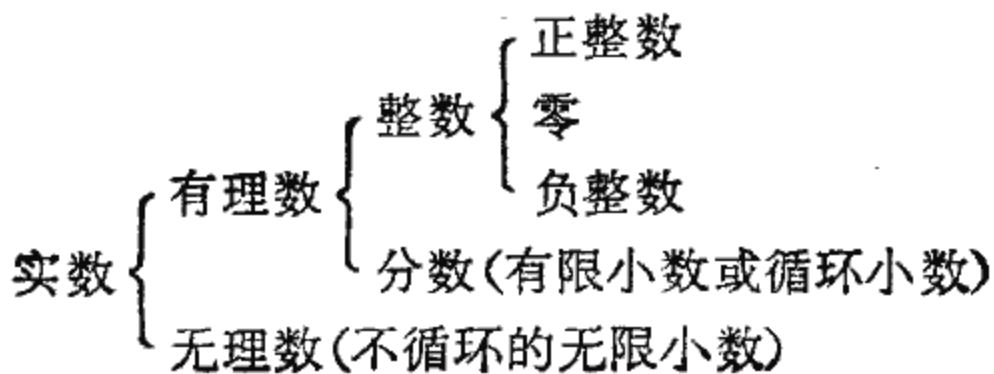 正整数
整数
零
有理数
负整数
实数
分数(有限小数或循环小数)
无理数(不循环的无限小数)